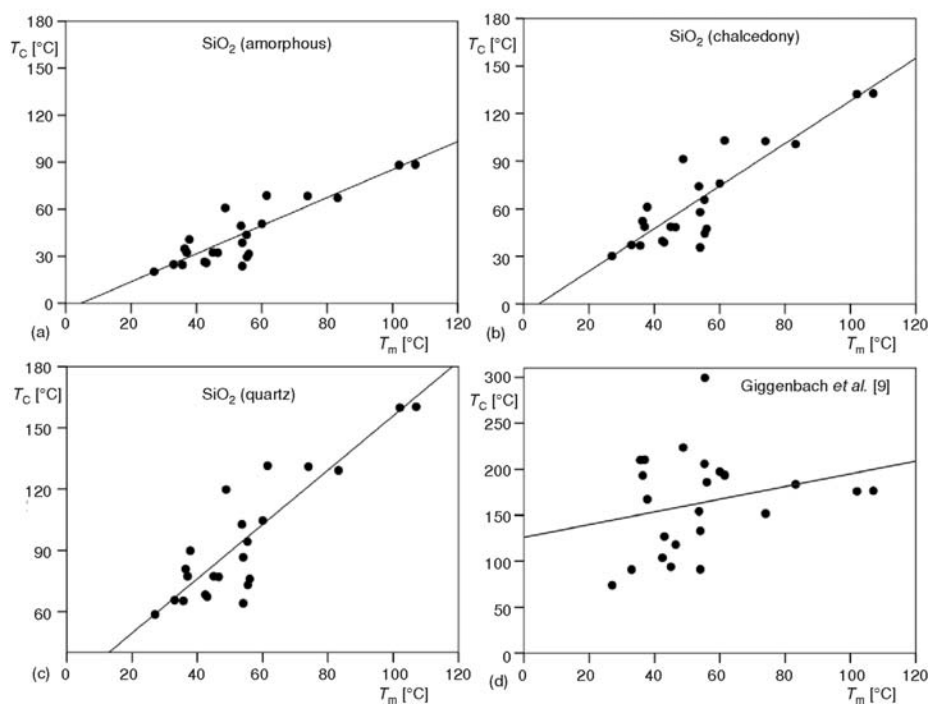 180
T_C [°C]
SiO₂ (amorphous)
150
120
90
60
30
0
0 20 40 60 80 100 120
(a)
T_m [°C]
180
T_C [°C]
SiO₂ (chalcedony)
150
120
90
60
30
0
0 20 40 60 80 100 120
(b)
T_m [°C]
180
T_C [°C]
SiO₂ (quartz)
150
120
90
60
0 20 40 60 80 100 120
(c)
T_m [°C]
300
T_C [°C]
Giggenbach et al. [9]
250
200
150
100
50
0
0 20 40 60 80 100 120
(d)
T_m [°C]